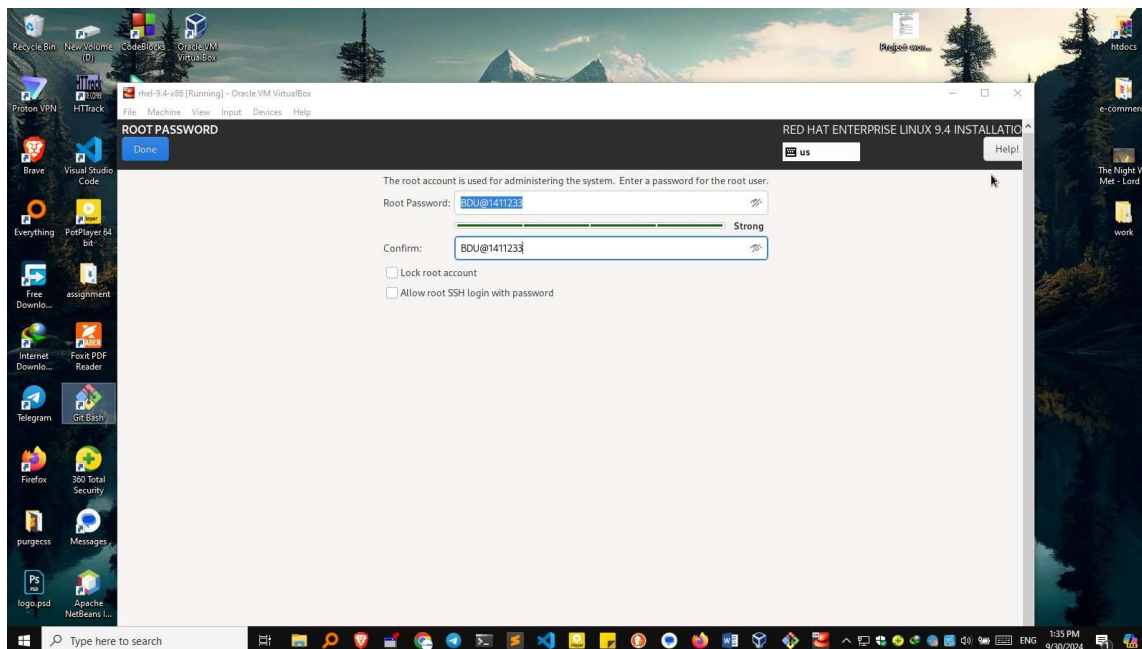 Recycle Bin
New Volume (D)
CodeBlocks
Oracle VM VirtualBox
Project-wor...
htdocs
Proton VPN
HTTrack
e-commerc
rhel-9.4-x86 [Running] - Oracle VM VirtualBox
File Machine View Input Devices Help
ROOT PASSWORD
RED HAT ENTERPRISE LINUX 9.4 INSTALLATIO
Done
us
Help!
Brave
Visual Studio Code
The Night W
Met - Lord
The root account is used for administering the system. Enter a password for the root user.
Root Password: BDU@1411233
Strong
Confirm: BDU@1411233
Lock root account
Allow root SSH login with password
Everything
PotPlayer 64 bit
work
Free Downlo...
assignment
Internet Downlo...
Foxit PDF Reader
Telegram
Git Bash
Firefox
360 Total Security
purgecss
Messages
logo.psd
Apache NetBeans I...
Type here to search
ENG
1:35 PM
9/30/2024